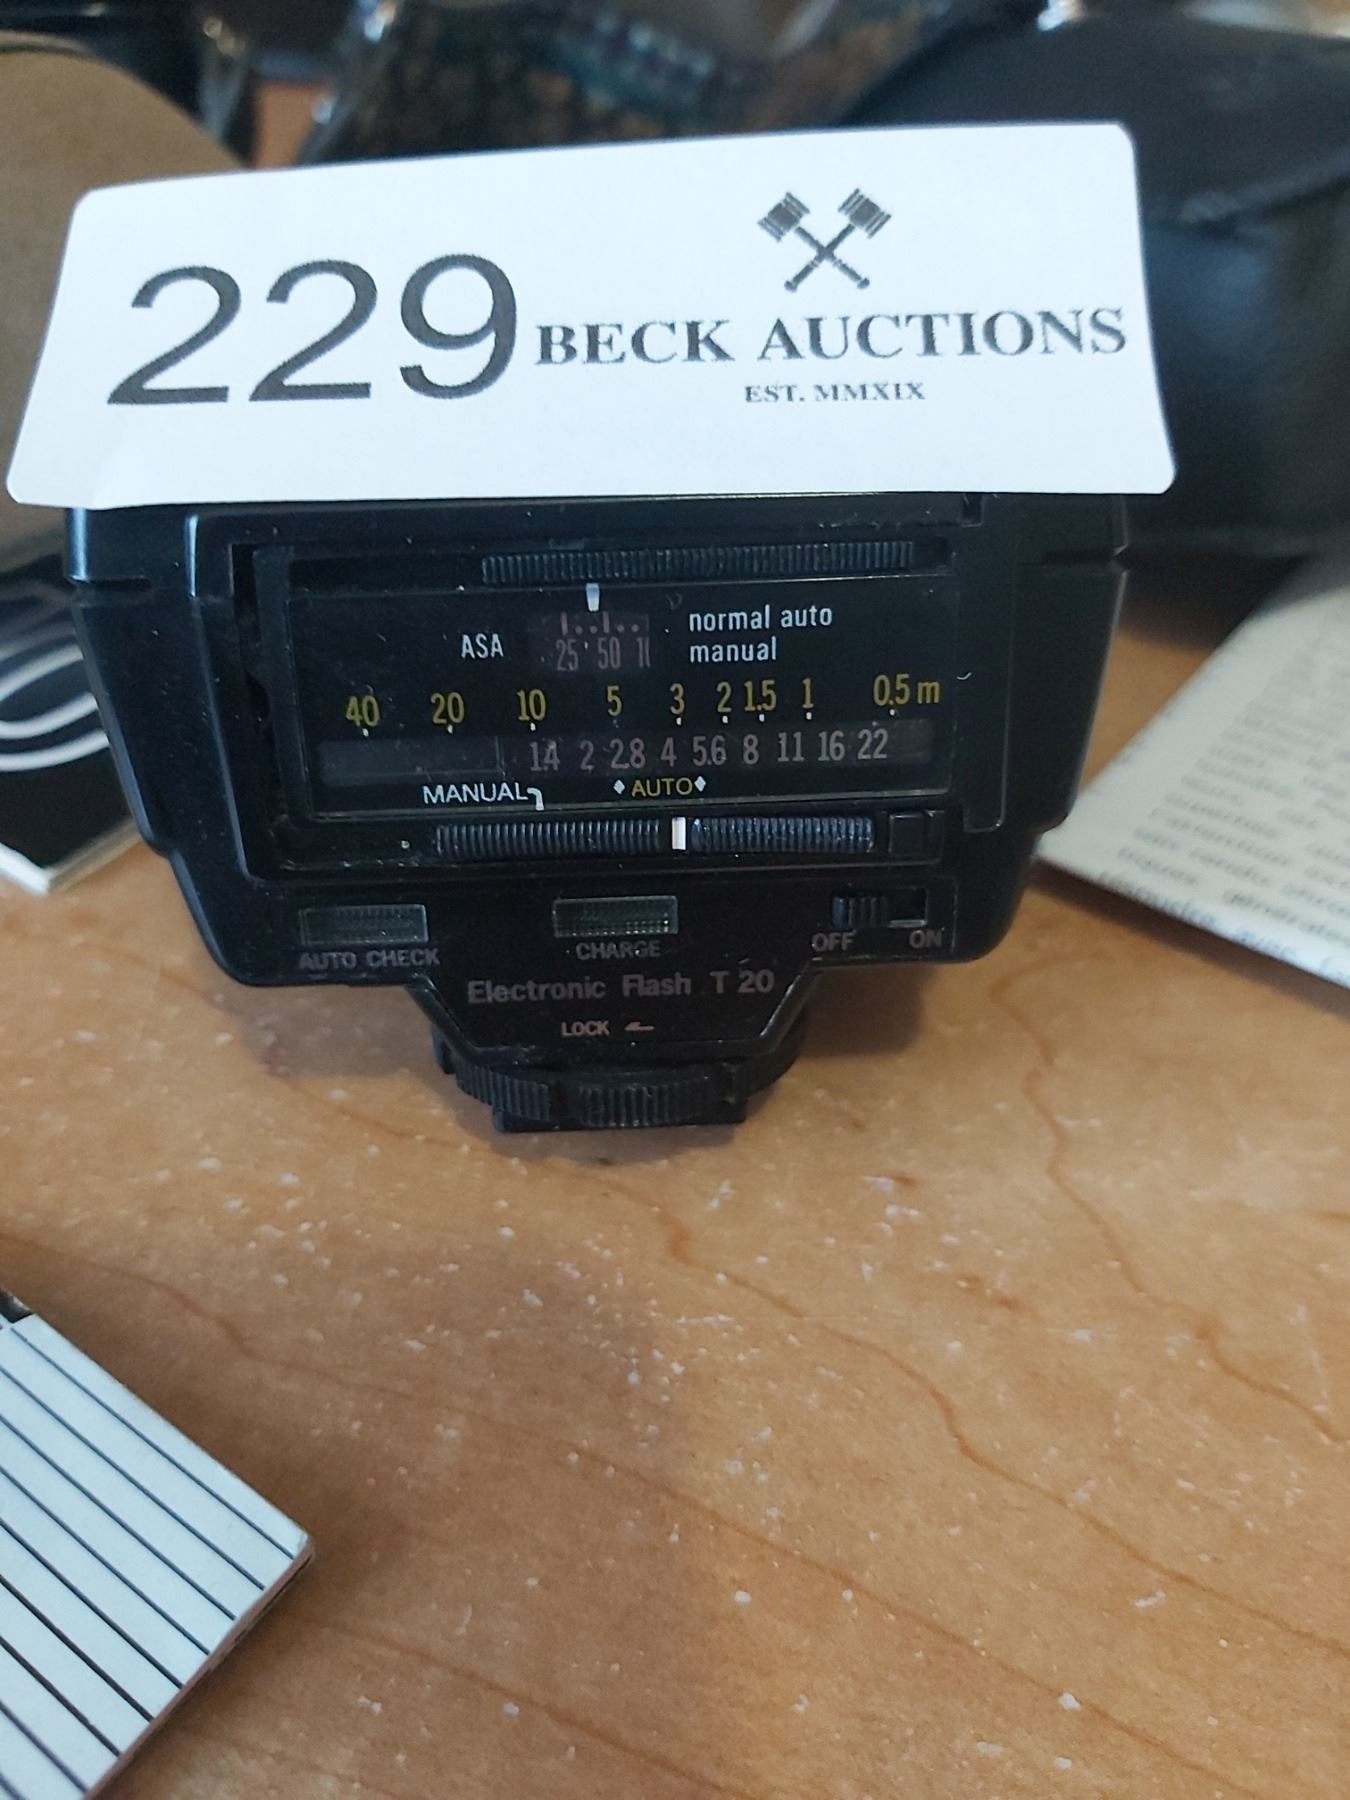 229
BECK AUCTIONS
EST. MMXIX
normal auto
ASA 25 50
manual
40 20 10 5 3 2 1.5 1 0.5 m
1.4 2 2.8 4 5.6 8 11 16 22
MANUAL AUTO
AUTO CHECK
CHARGE
OFF ON
Electronic Flash T 20
LOCK